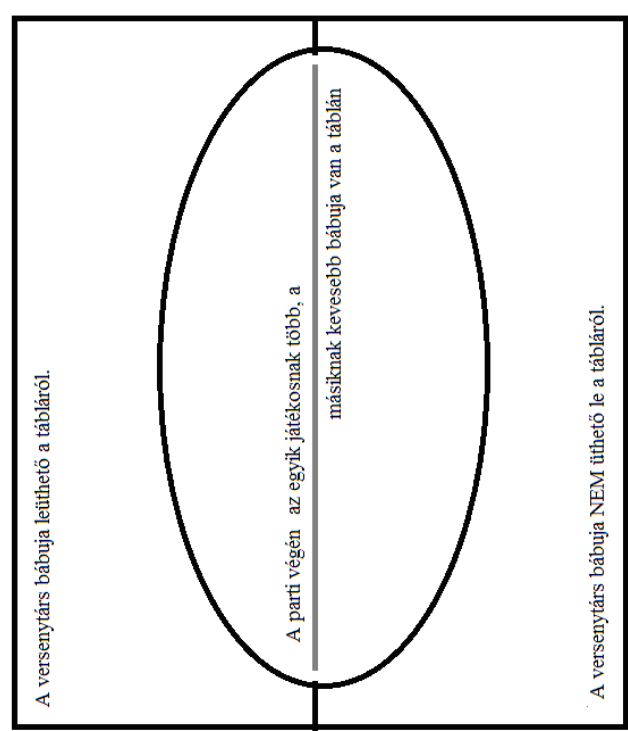 A versenytárs bábuja leüthető a tábláról.
A parti végén az egyik játékosnak több, a
másiknak kevesebb bábuja van a táblán
A versenytárs bábuja NEM üthető le a tábláról.